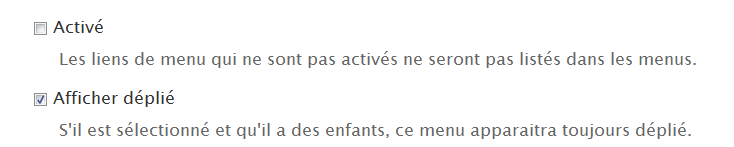 Activé
Les liens de menu qui ne sont pas activés ne seront pas listés dans les menus.
Afficher déplié
S'il est sélectionné et qu'il a des enfants, ce menu apparaitra toujours déplié.